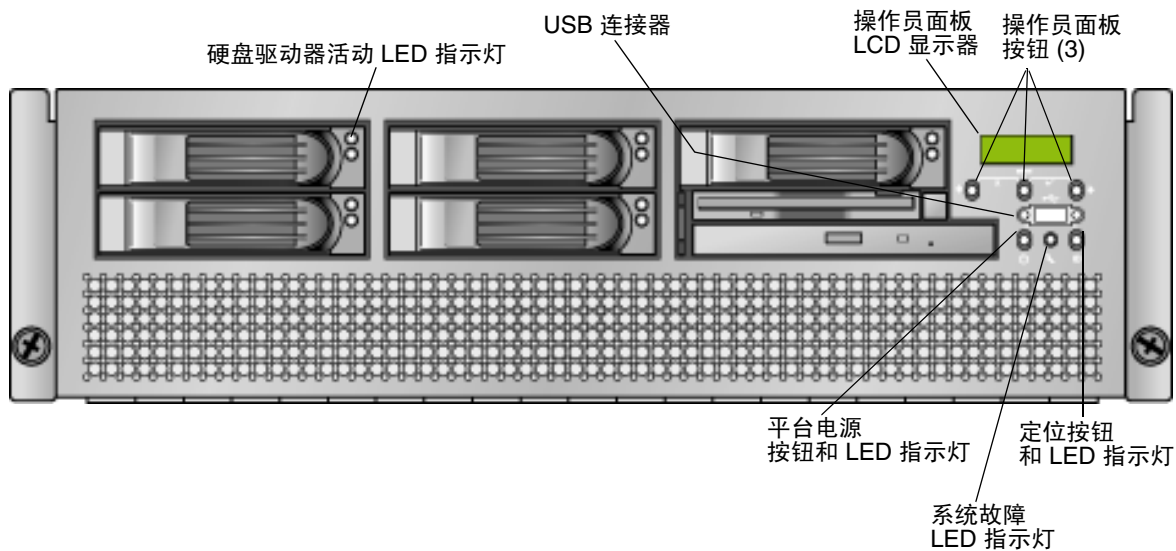 硬盘驱动器活动 LED 指示灯
USB 连接器
操作员面板
LCD 显示器
操作员面板
按钮 (3)
平台电源
按钮和 LED 指示灯
定位按钮
和 LED 指示灯
系统故障
LED 指示灯